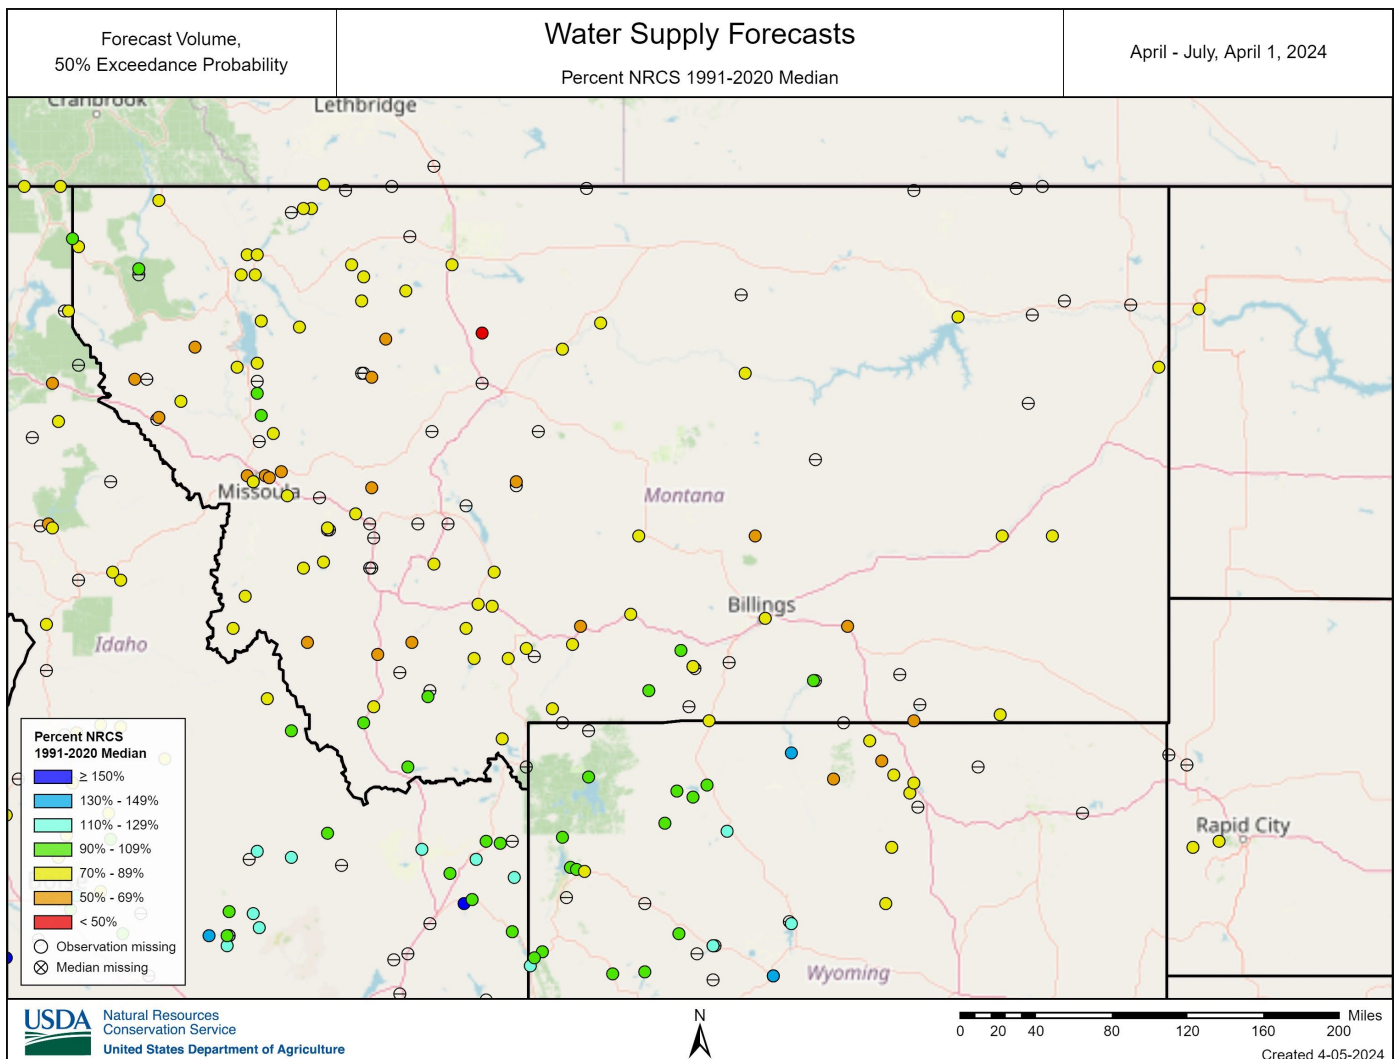 Forecast Volume,
50% Exceedance Probability
Water Supply Forecasts
Percent NRCS 1991-2020 Median
April - July, April 1, 2024
Cranbrook
Lethbridge
Missoula
Montana
Billings
Idaho
Rapid City
Wyoming
Percent NRCS
1991-2020 Median
≥ 150%
130% - 149%
110% - 129%
90% - 109%
70% - 89%
50% - 69%
< 50%
Observation missing
Median missing
USDA
Natural Resources
Conservation Service
United States Department of Agriculture
N
Miles
0 20 40 80 120 160 200
Created 4-05-2024